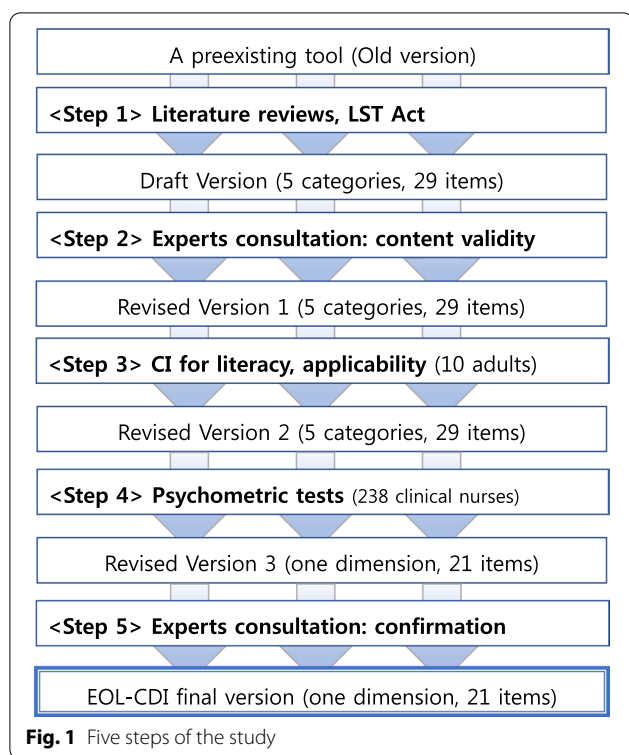 A preexisting tool (Old version)
<Step 1> Literature reviews, LST Act
Draft Version (5 categories, 29 items)
<Step 2> Experts consultation: content validity
Revised Version 1 (5 categories, 29 items)
<Step 3> CI for literacy, applicability (10 adults)
Revised Version 2 (5 categories, 29 items)
<Step 4> Psychometric tests (238 clinical nurses)
Revised Version 3 (one dimension, 21 items)
<Step 5> Experts consultation: confirmation
EOL-CDI final version (one dimension, 21 items)
Fig. 1 Five steps of the study